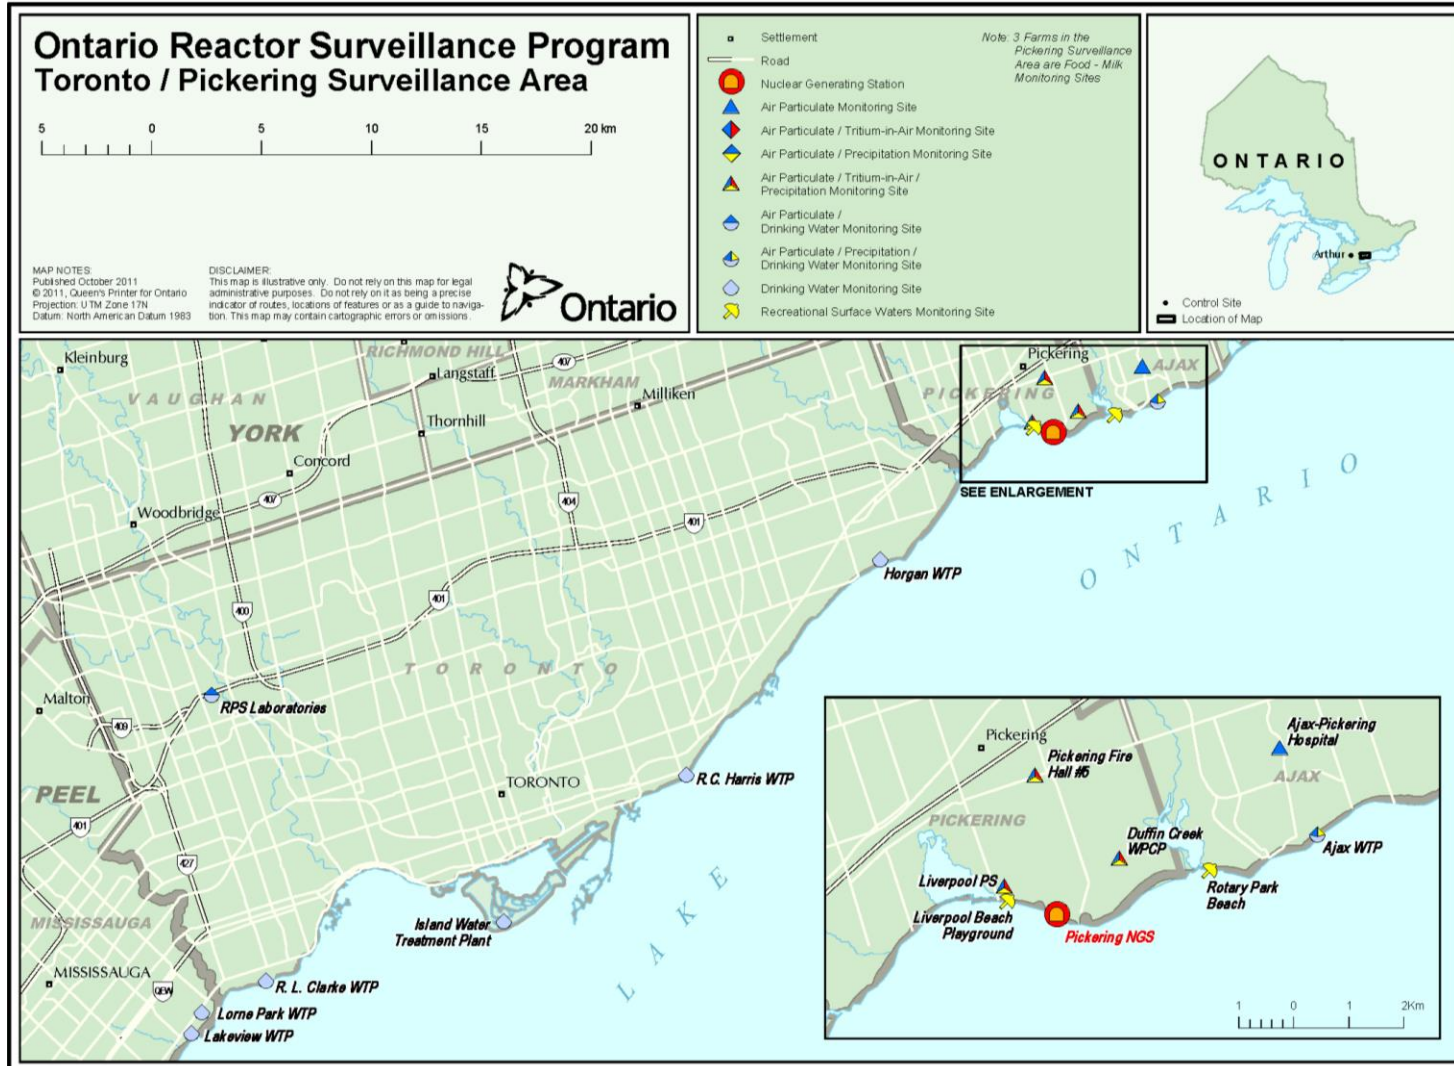 Ontario Reactor Surveillance Program
Toronto / Pickering Surveillance Area
5 0 5 10 15 20 km
MAP NOTES:
Published October 2011
© 2011, Queen's Printer for Ontario
Projection: UTM Zone 17N
Datum: North American Datum 1983
DISCLAIMER:
This map is illustrative only. Do not rely on this map for legal
administrative purposes. Do not rely on it as being a precise
indicator of routes, locations of features or as a guide to naviga-
tion. This map may contain cartographic errors or omissions.
Ontario
Settlement
Road
Nuclear Generating Station
Air Particulate Monitoring Site
Air Particulate / Tritium-in-Air Monitoring Site
Air Particulate / Precipitation Monitoring Site
Air Particulate / Tritium-in-Air /
Precipitation Monitoring Site
Air Particulate /
Drinking Water Monitoring Site
Air Particulate / Precipitation /
Drinking Water Monitoring Site
Drinking Water Monitoring Site
Recreational Surface Waters Monitoring Site
Note: 3 Farms in the
Pickering Surveillance
Area are Food - Milk
Monitoring Sites
ONTARIO
Arthur
Control Site
Location of Map
Kleinburg
RICHMOND HILL
Langstaff
407
VAUGHAN
MARKHAM
Milliken
YORK
Thornhill
Concord
407
Woodbridge
404
401
400
401
TORONTO
Malton
RPS Laboratories
409
PEEL
401
427
TORONTO
MISSISSAUGA
MISSISSAUGA
QEW
Island Water
Treatment Plant
R. L. Clarke WTP
Lorne Park WTP
Lakeview WTP
R.C. Harris WTP
Horgan WTP
Pickering
PICKERING
AJAX
SEE ENLARGEMENT
LAKE
ONTARIO
Pickering
Pickering Fire
Hall #5
Ajax-Pickering
Hospital
AJAX
PICKERING
Duffin Creek
WPCP
Ajax WTP
Liverpool PS
Rotary Park
Beach
Liverpool Beach
Playground
Pickering NGS
1 0 1 2Km